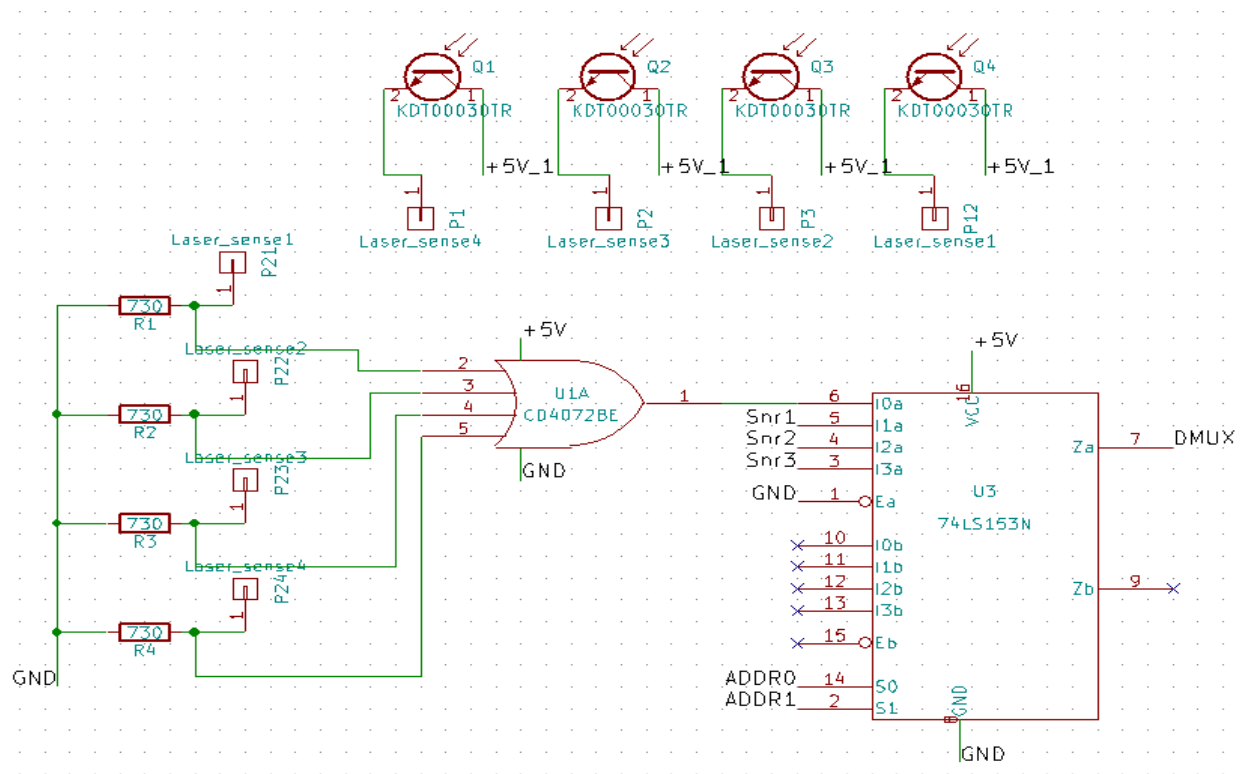 Q1
Q2
Q3
Q4
2 1
2 1
2 1
2 1
KDT00030TR
KDT00030TR
KDT00030TR
KDT00030TR
+5V_1
+5V_1
+5V_1
+5V_1
1
1
1
1
P1
P2
P3
P12
Laser_sense4
Laser_sense3
Laser_sense2
Laser_sense1
Laser_sense1
P21
1
730
R1
Laser_sense2
P22
1
730
R2
Laser_sense3
P23
1
730
R3
Laser_sense4
P24
1
730
R4
GND
+5V
2
3
4
5
U1A
CD4072BE
1
GND
+5V
16
VCC
6 I0a
Snr1 5 I1a
Snr2 4 I2a
Snr3 3 I3a
GND 1 Ea
10 I0b
11 I1b
12 I2b
13 I3b
15 Eb
ADDR0 14 S0
ADDR1 2 S1
U3
74LS153N
Za 7 DMUX
Zb 9
8
GND
GND